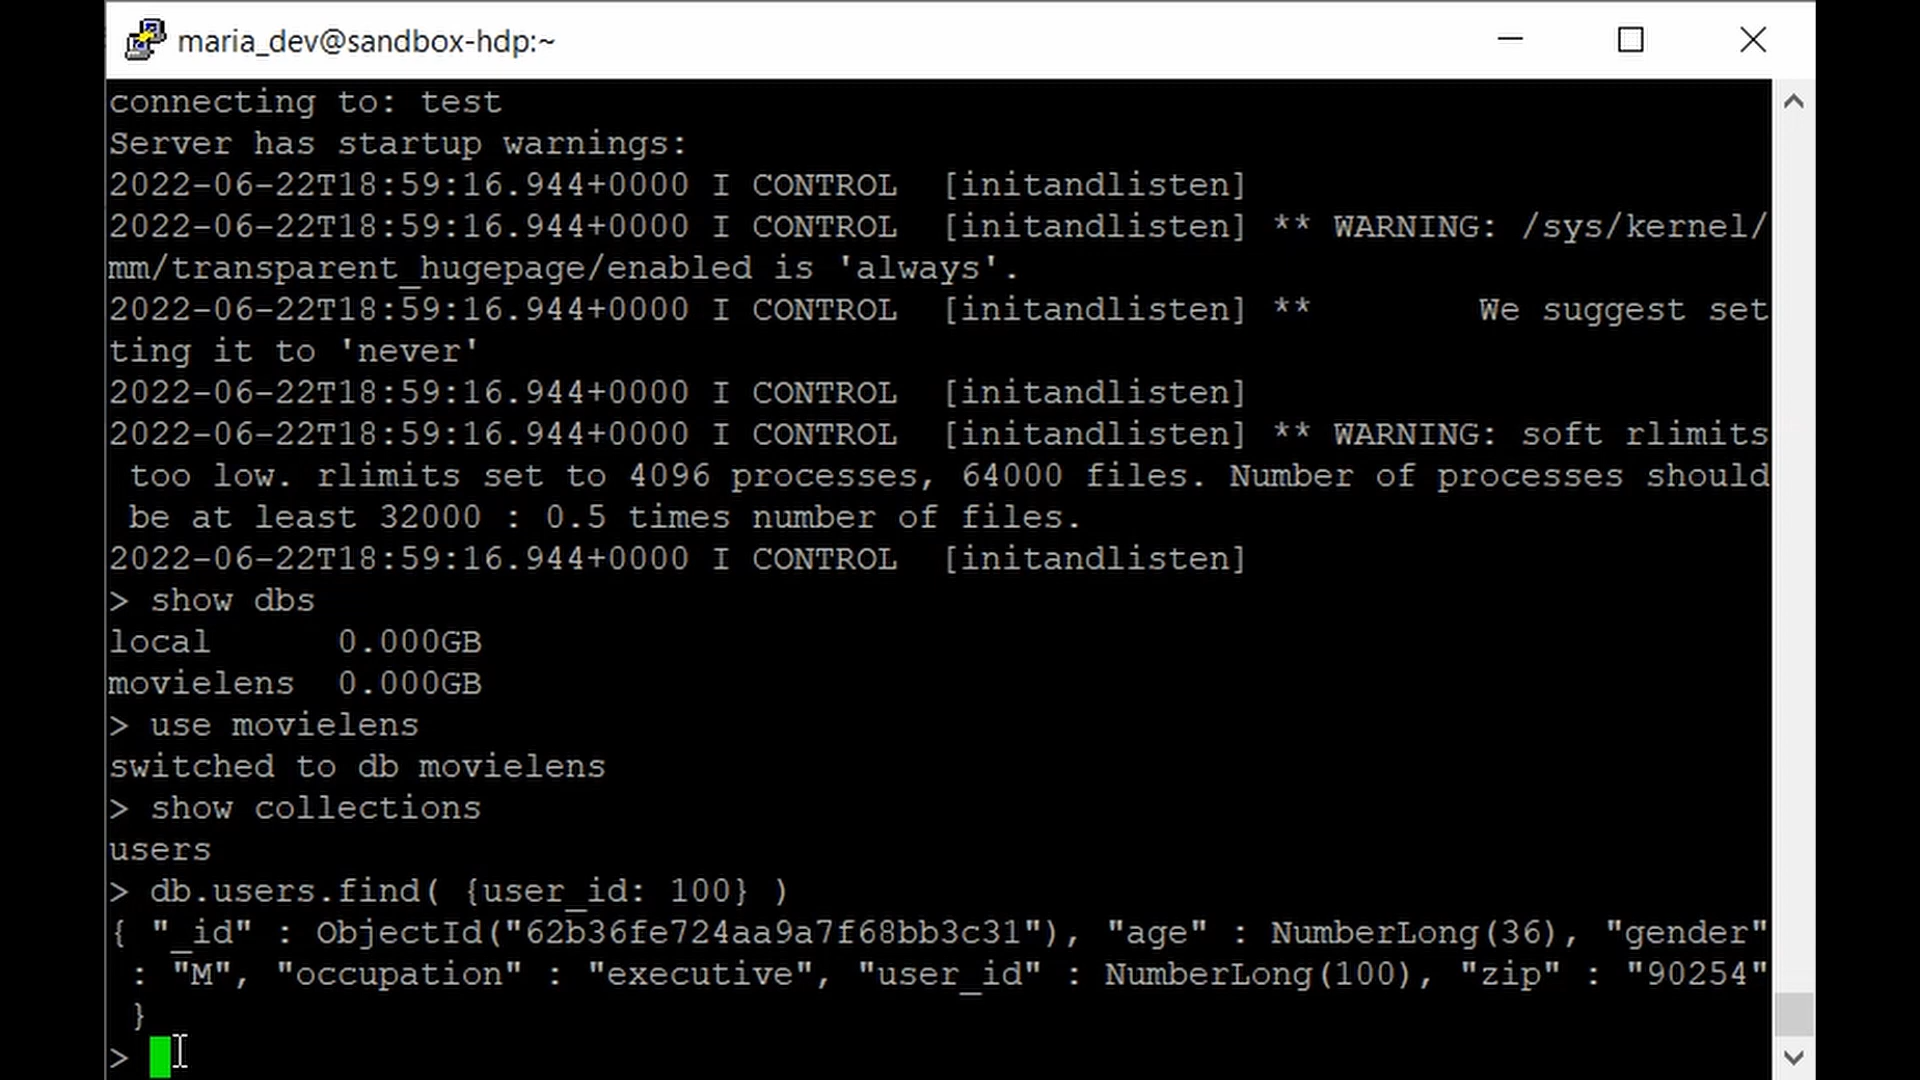 maria_dev@sandbox-hdp:~
connecting to: test
Server has startup warnings:
2022-06-22T18:59:16.944+0000 I CONTROL  [initandlisten]
2022-06-22T18:59:16.944+0000 I CONTROL  [initandlisten] ** WARNING: /sys/kernel/
mm/transparent_hugepage/enabled is 'always'.
2022-06-22T18:59:16.944+0000 I CONTROL  [initandlisten] **        We suggest set
ting it to 'never'
2022-06-22T18:59:16.944+0000 I CONTROL  [initandlisten]
2022-06-22T18:59:16.944+0000 I CONTROL  [initandlisten] ** WARNING: soft rlimits
 too low. rlimits set to 4096 processes, 64000 files. Number of processes should
 be at least 32000 : 0.5 times number of files.
2022-06-22T18:59:16.944+0000 I CONTROL  [initandlisten]
> show dbs
local      0.000GB
movielens  0.000GB
> use movielens
switched to db movielens
> show collections
users
> db.users.find( {user_id: 100} )
{ "_id" : ObjectId("62b36fe724aa9a7f68bb3c31"), "age" : NumberLong(36), "gender"
 : "M", "occupation" : "executive", "user_id" : NumberLong(100), "zip" : "90254"
 }
>